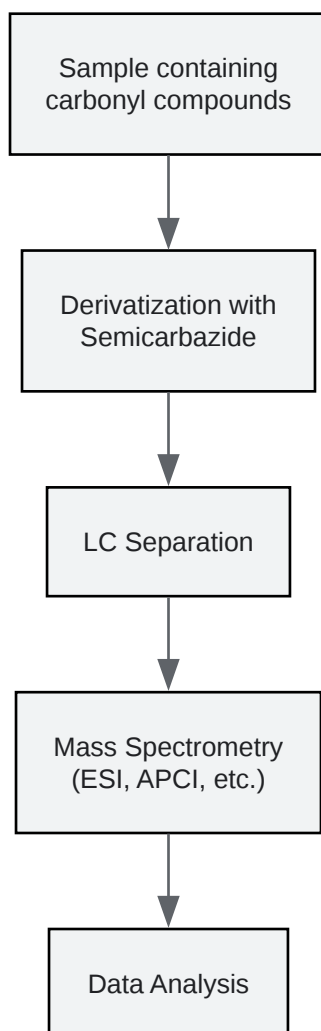 Sample containing
carbonyl compounds
Derivatization with
Semicarbazide
LC Separation
Mass Spectrometry
(ESI, APCI, etc.)
Data Analysis